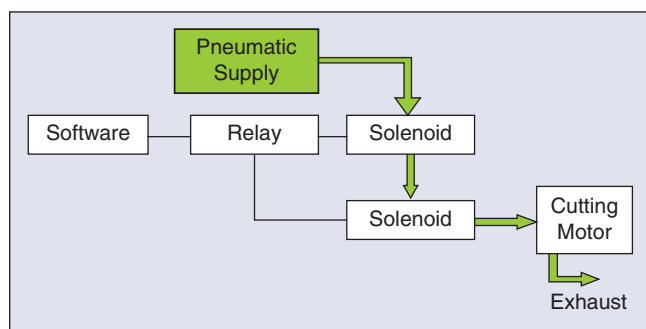 Pneumatic
Supply
Software
Relay
Solenoid
Solenoid
Cutting
Motor
Exhaust